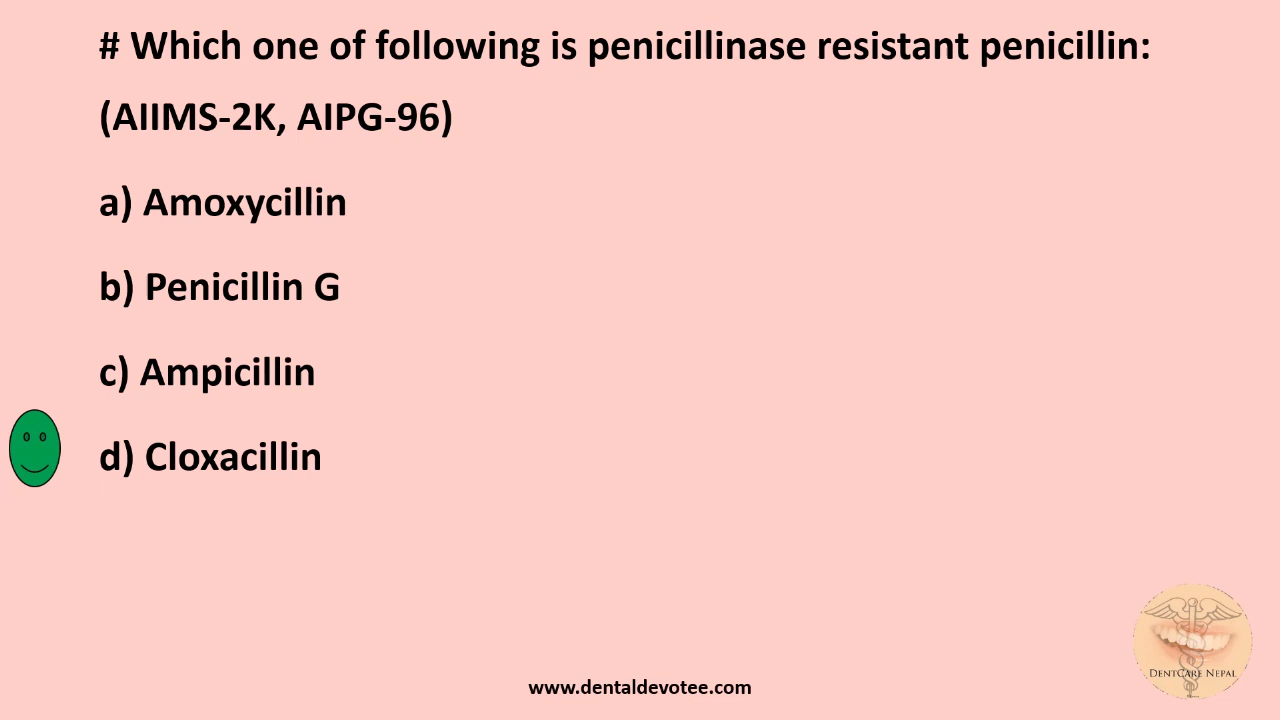 # Which one of following is penicillinase resistant penicillin:
(AIIMS-2K, AIPG-96)
a) Amoxycillin
b) Penicillin G
c) Ampicillin
d) Cloxacillin
DENTCARE NEPAL
www.dentaldevotee.com